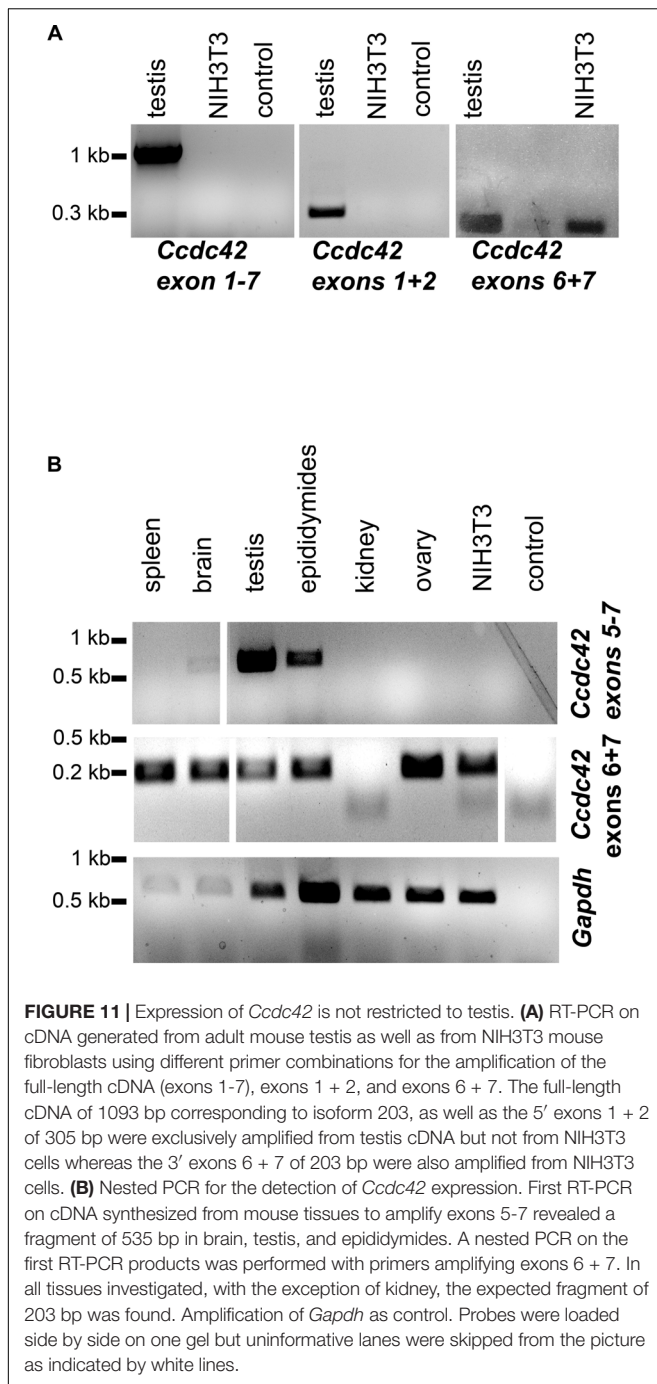 A
testis
NIH3T3
control
testis
NIH3T3
control
testis
NIH3T3
1 kb
0.3 kb
Ccdc42
exon 1-7
Ccdc42
exons 1+2
Ccdc42
exons 6+7
B
spleen
brain
testis
epididymides
kidney
ovary
NIH3T3
control
1 kb
0.5 kb
Ccdc42
exons 5-7
0.5 kb
0.2 kb
Ccdc42
exons 6+7
1 kb
0.5 kb
Gapdh
FIGURE 11 | Expression of Ccdc42 is not restricted to testis. (A) RT-PCR on
cDNA generated from adult mouse testis as well as from NIH3T3 mouse
fibroblasts using different primer combinations for the amplification of the
full-length cDNA (exons 1-7), exons 1 + 2, and exons 6 + 7. The full-length
cDNA of 1093 bp corresponding to isoform 203, as well as the 5′ exons 1 + 2
of 305 bp were exclusively amplified from testis cDNA but not from NIH3T3
cells whereas the 3′ exons 6 + 7 of 203 bp were also amplified from NIH3T3
cells. (B) Nested PCR for the detection of Ccdc42 expression. First RT-PCR
on cDNA synthesized from mouse tissues to amplify exons 5-7 revealed a
fragment of 535 bp in brain, testis, and epididymides. A nested PCR on the
first RT-PCR products was performed with primers amplifying exons 6 + 7. In
all tissues investigated, with the exception of kidney, the expected fragment of
203 bp was found. Amplification of Gapdh as control. Probes were loaded
side by side on one gel but uninformative lanes were skipped from the picture
as indicated by white lines.